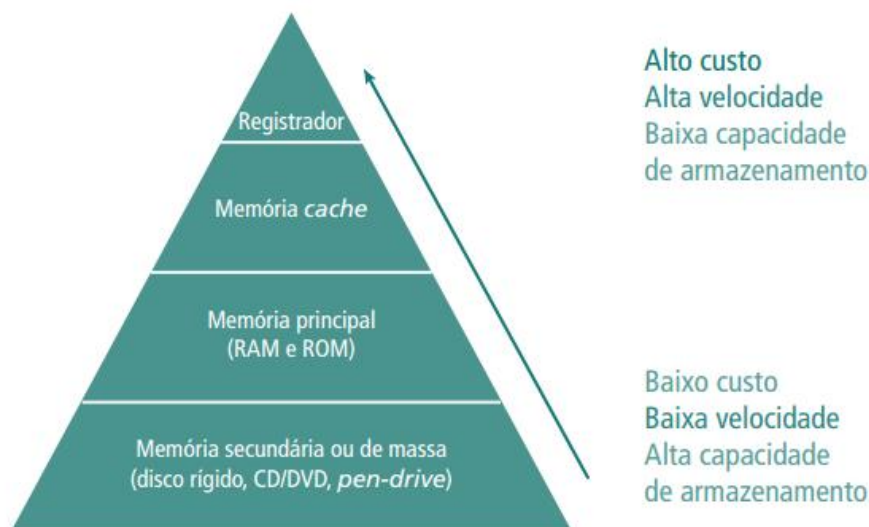 Registrador
Memória cache
Memória principal
(RAM e ROM)
Memória secundária ou de massa
(disco rígido, CD/DVD, pen-drive)
Alto custo
Alta velocidade
Baixa capacidade
de armazenamento
Baixo custo
Baixa velocidade
Alta capacidade
de armazenamento